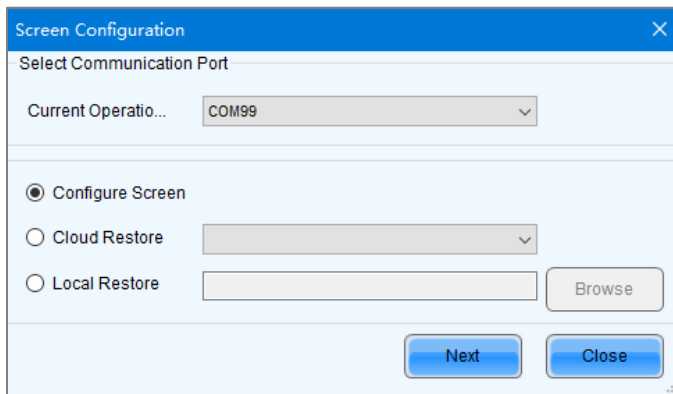 Screen Configuration
Select Communication Port
Current Operatio... COM99
Configure Screen
Cloud Restore
Local Restore Browse
Next Close